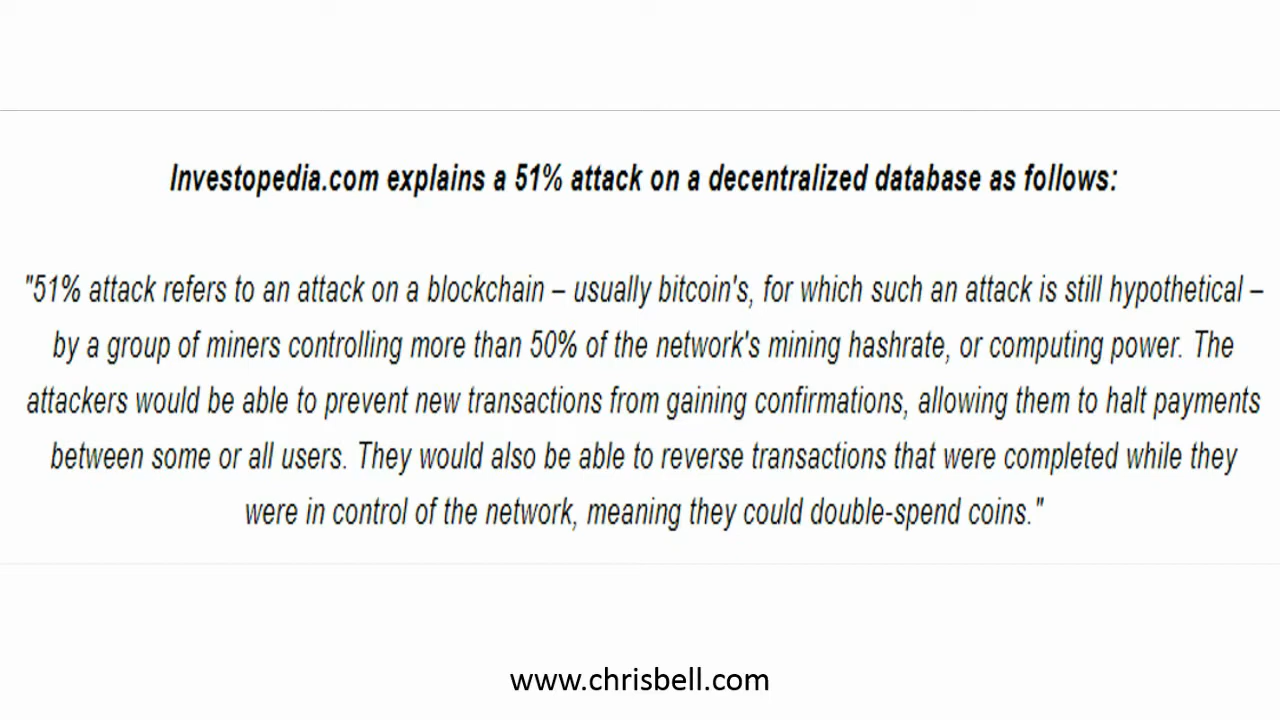 Investopedia.com explains a 51% attack on a decentralized database as follows:
"51% attack refers to an attack on a blockchain – usually bitcoin's, for which such an attack is still hypothetical –
by a group of miners controlling more than 50% of the network's mining hashrate, or computing power. The
attackers would be able to prevent new transactions from gaining confirmations, allowing them to halt payments
between some or all users. They would also be able to reverse transactions that were completed while they
were in control of the network, meaning they could double-spend coins."
www.chrisbell.com